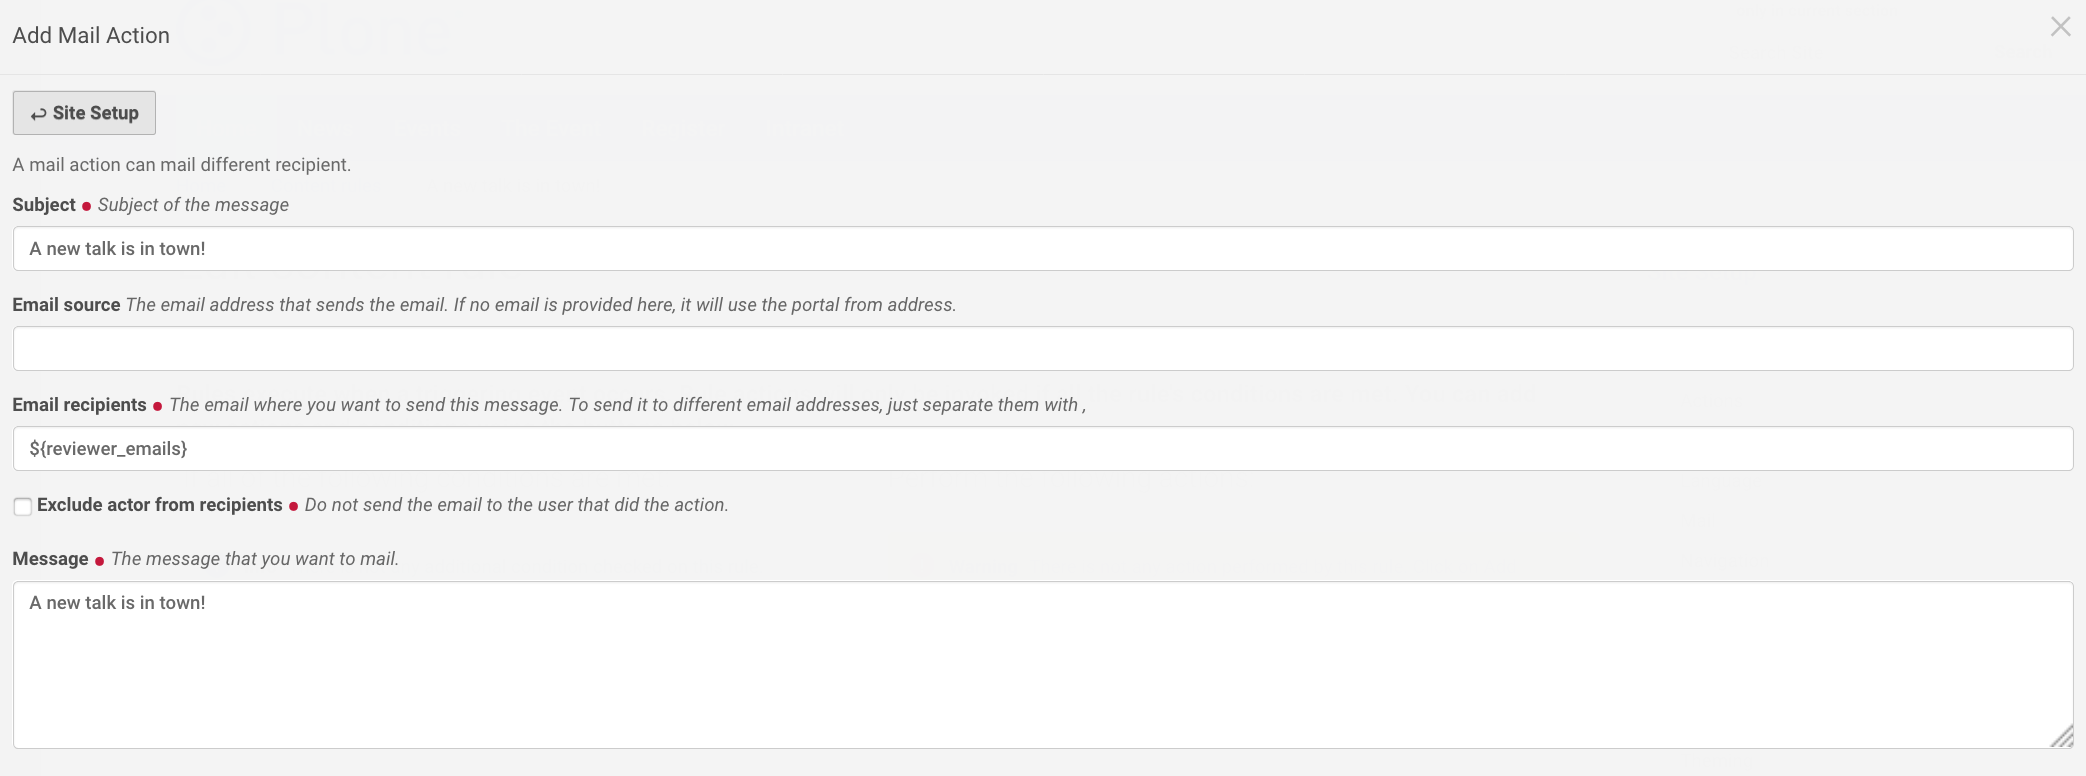 Add Mail Action
Site Setup
A mail action can mail different recipient.
Subject Subject of the message
A new talk is in town!
Email source The email address that sends the email. If no email is provided here, it will use the portal from address.
Email recipients The email where you want to send this message. To send it to different email addresses, just separate them with ,
${reviewer_emails}
Exclude actor from recipients Do not send the email to the user that did the action.
Message The message that you want to mail.
A new talk is in town!